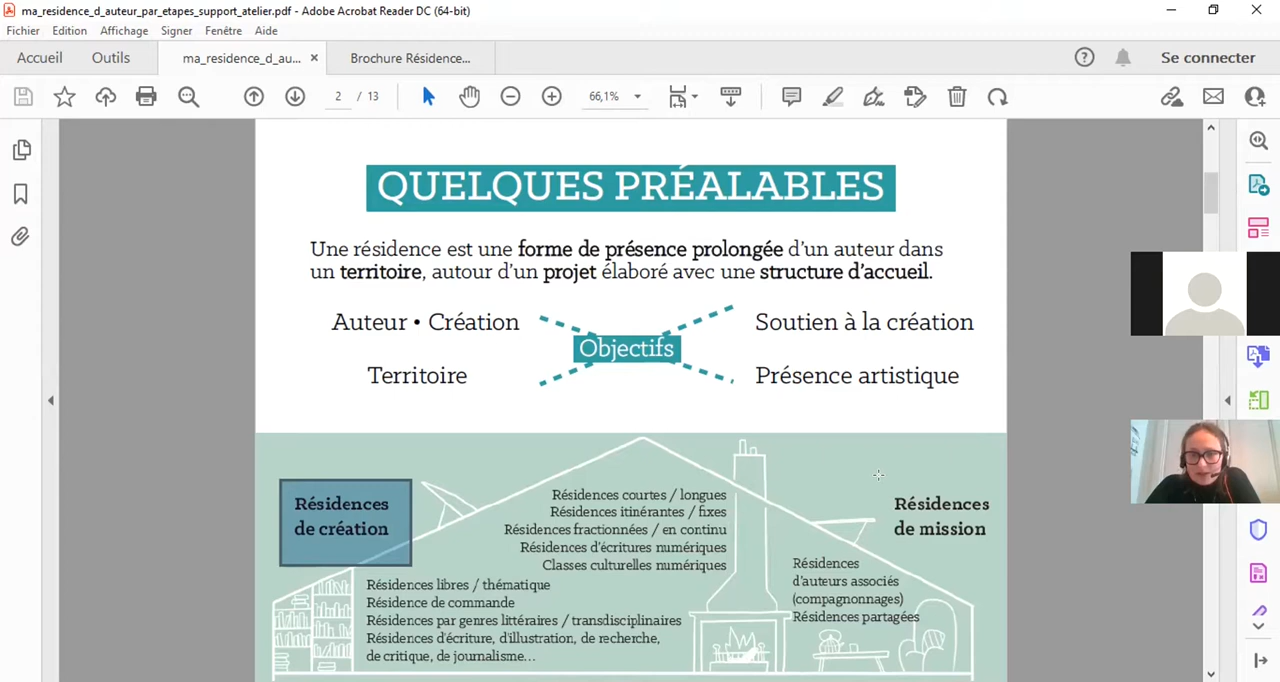 ma_residence_d_auteur_par_etapes_support_atelier.pdf - Adobe Acrobat Reader DC (64-bit)
Fichier Edition Affichage Signer Fenêtre Aide
Accueil Outils ma_residence_d_au... × Brochure Résidence... Se connecter
2 / 13 66,1%
QUELQUES PRÉALABLES
Une résidence est une forme de présence prolongée d’un auteur dans
un territoire, autour d’un projet élaboré avec une structure d’accueil.
Auteur • Création
Soutien à la création
Objectifs
Territoire
Présence artistique
Résidences
de création
Résidences courtes / longues
Résidences itinérantes / fixes
Résidences fractionnées / en continu
Résidences d’écritures numériques
Classes culturelles numériques
Résidences
de mission
Résidences libres / thématique
Résidence de commande
Résidences par genres littéraires / transdisciplinaires
Résidences d’écriture, d’illustration, de recherche,
de critique, de journalisme...
Résidences
d’auteurs associés
(compagnonnages)
Résidences partagées